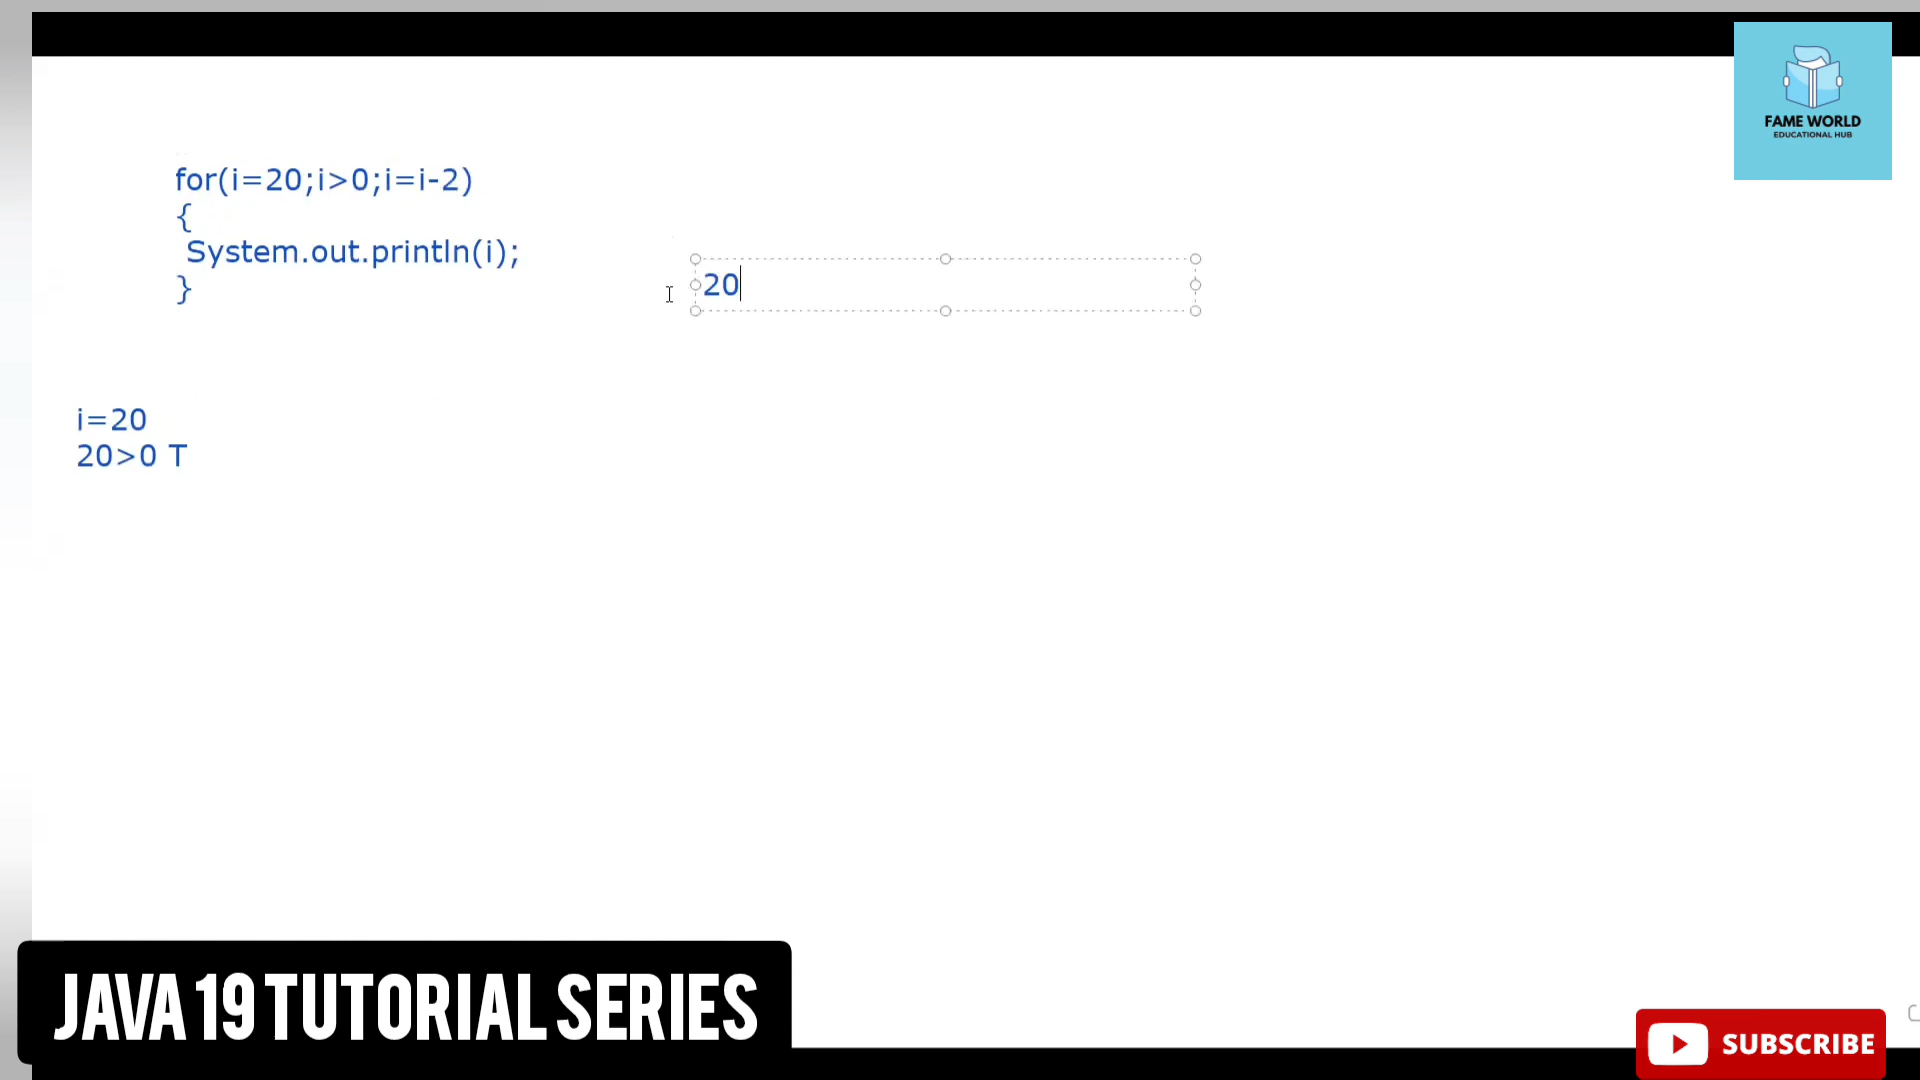 FAME WORLD
EDUCATIONAL HUB
for(i=20;i>0;i=i-2)
{
System.out.println(i);
}
20
i=20
20>0 T
JAVA 19 TUTORIAL SERIES
SUBSCRIBE